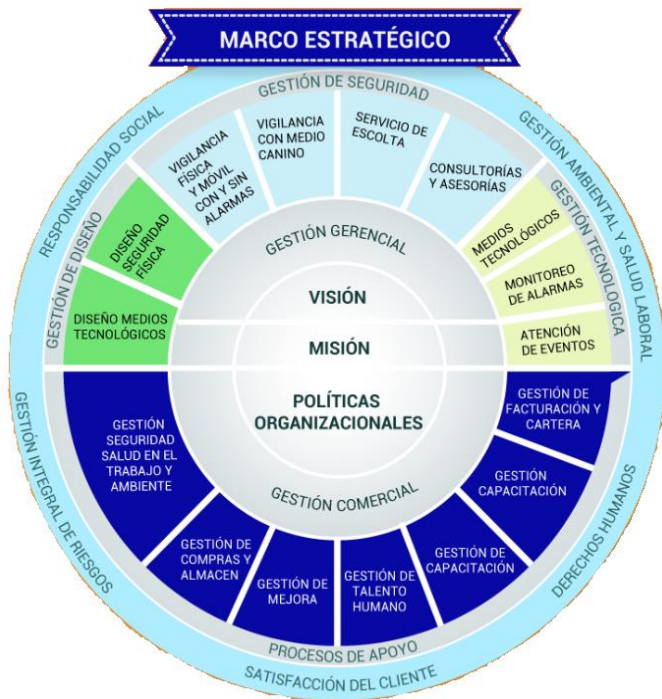 MARCO ESTRATÉGICO
RESPONSABILIDAD SOCIAL
GESTIÓN AMBIENTAL Y SALUD LABORAL
GESTIÓN DE SEGURIDAD
VIGILANCIA
FÍSICA
Y MÓVIL
CON Y SIN
ALARMAS
VIGILANCIA
CON MEDIO
CANINO
SERVICIO DE
ESCOLTA
CONSULTORÍAS
Y ASESORÍAS
GESTIÓN DE DISEÑO
DISEÑO
SEGURIDAD
FÍSICA
DISEÑO MEDIOS
TECNOLÓGICOS
GESTIÓN TECNOLÓGICA
MEDIOS
TECNOLÓGICOS
MONITOREO
DE ALARMAS
ATENCIÓN
DE EVENTOS
GESTIÓN GERENCIAL
VISIÓN
MISIÓN
POLÍTICAS
ORGANIZACIONALES
GESTIÓN COMERCIAL
GESTIÓN
SEGURIDAD
SALUD EN EL
TRABAJO Y
AMBIENTE
GESTIÓN DE
COMPRAS Y
ALMACEN
GESTIÓN DE
MEJORA
GESTIÓN DE
TALENTO
HUMANO
GESTIÓN DE
CAPACITACIÓN
GESTIÓN
CAPACITACIÓN
GESTIÓN DE
FACTURACIÓN Y
CARTERA
PROCESOS DE APOYO
GESTIÓN INTEGRAL DE RIESGOS
SATISFACCIÓN DEL CLIENTE
DERECHOS HUMANOS